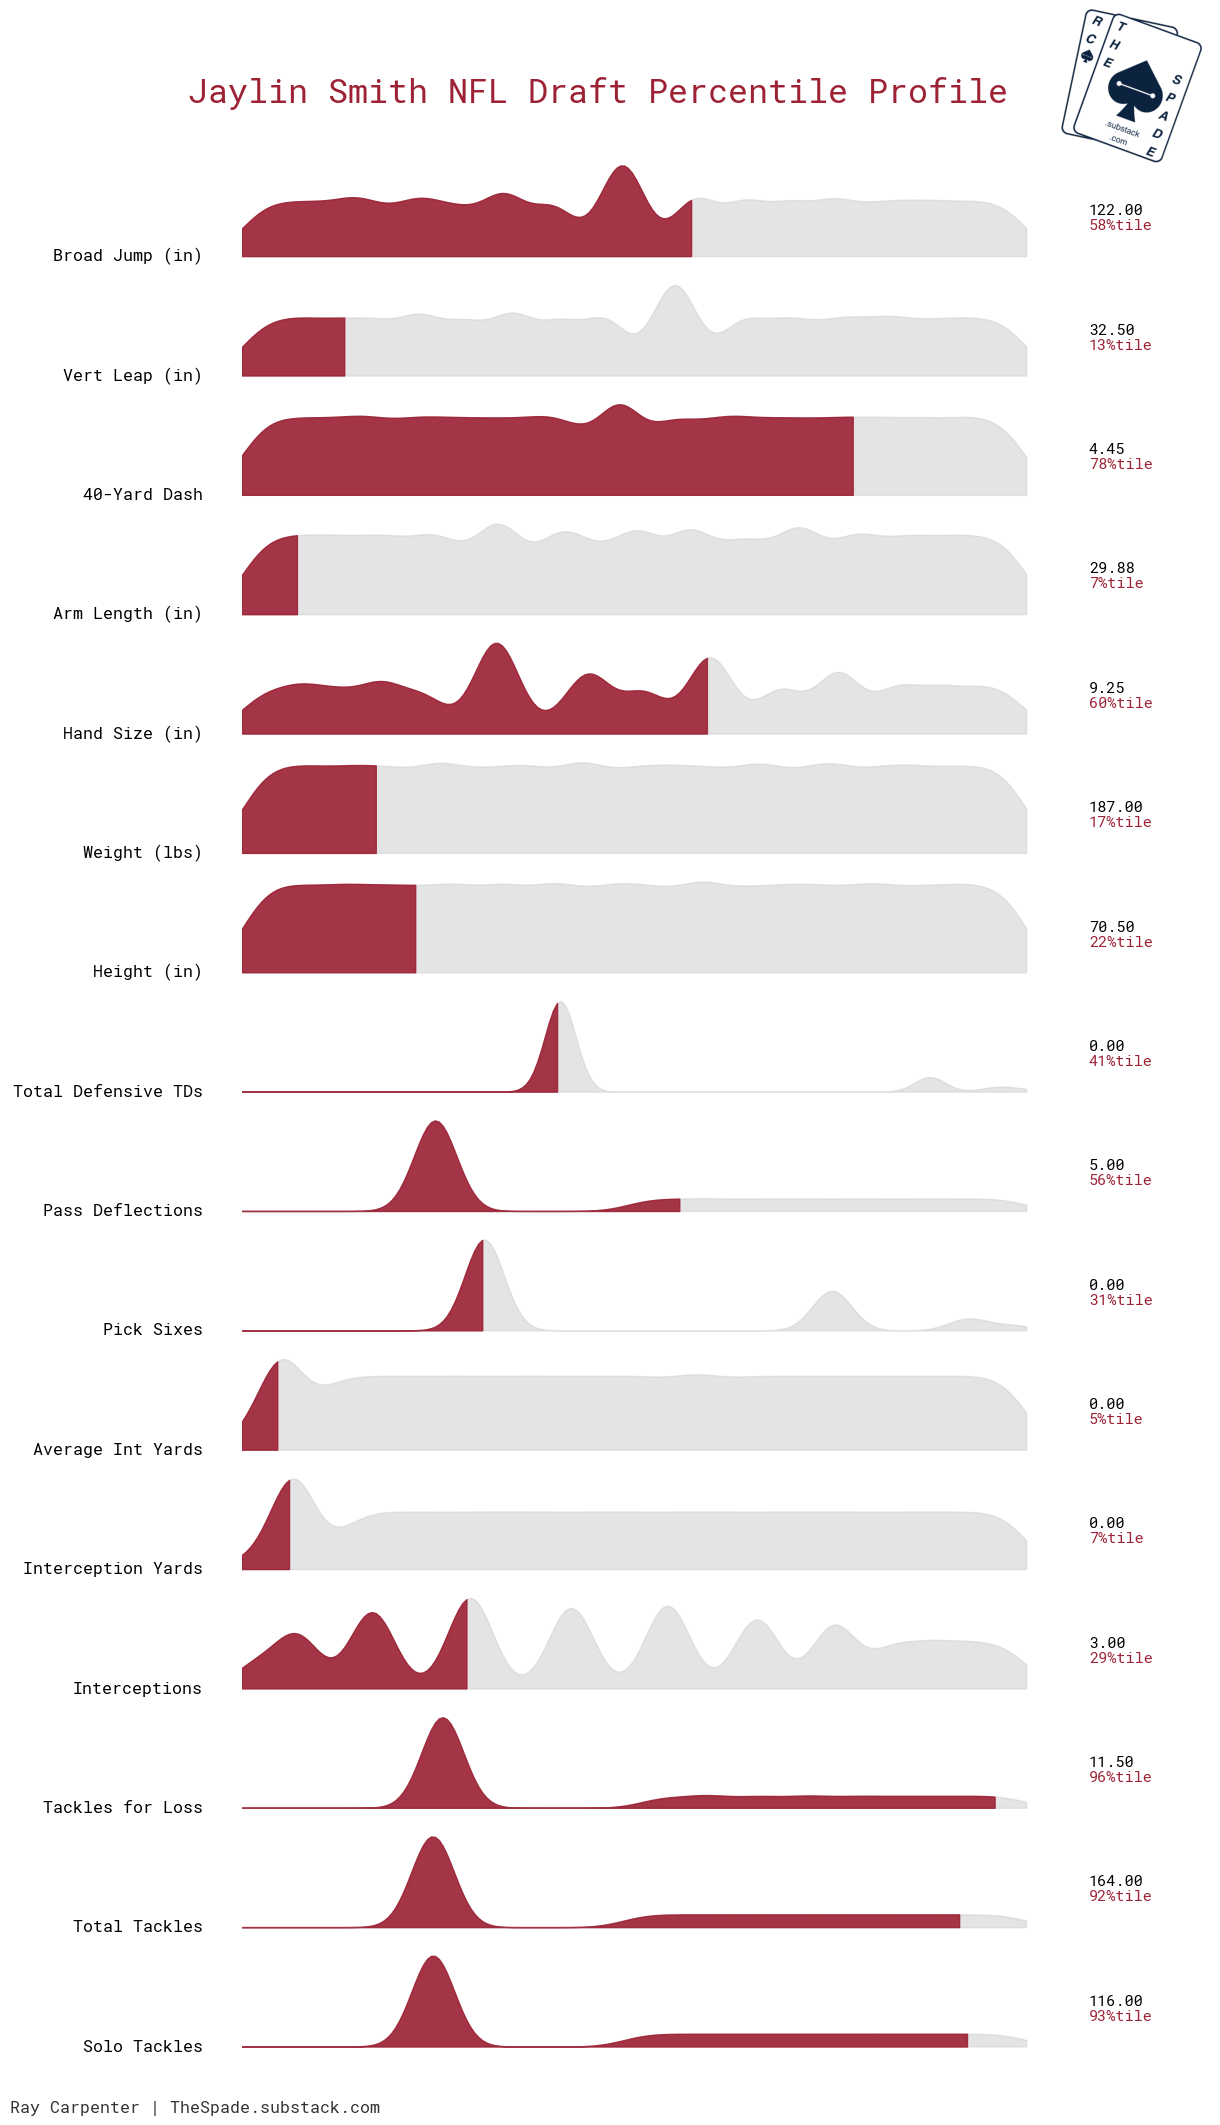 R
C
T
H
E
S
P
A
D
E
.substack
.com
Jaylin Smith NFL Draft Percentile Profile
Broad Jump (in)
122.00
58%tile
Vert Leap (in)
32.50
13%tile
40-Yard Dash
4.45
78%tile
Arm Length (in)
29.88
7%tile
Hand Size (in)
9.25
60%tile
Weight (lbs)
187.00
17%tile
Height (in)
70.50
22%tile
Total Defensive TDs
0.00
41%tile
Pass Deflections
5.00
56%tile
Pick Sixes
0.00
31%tile
Average Int Yards
0.00
5%tile
Interception Yards
0.00
7%tile
Interceptions
3.00
29%tile
Tackles for Loss
11.50
96%tile
Total Tackles
164.00
92%tile
Solo Tackles
116.00
93%tile
Ray Carpenter | TheSpade.substack.com